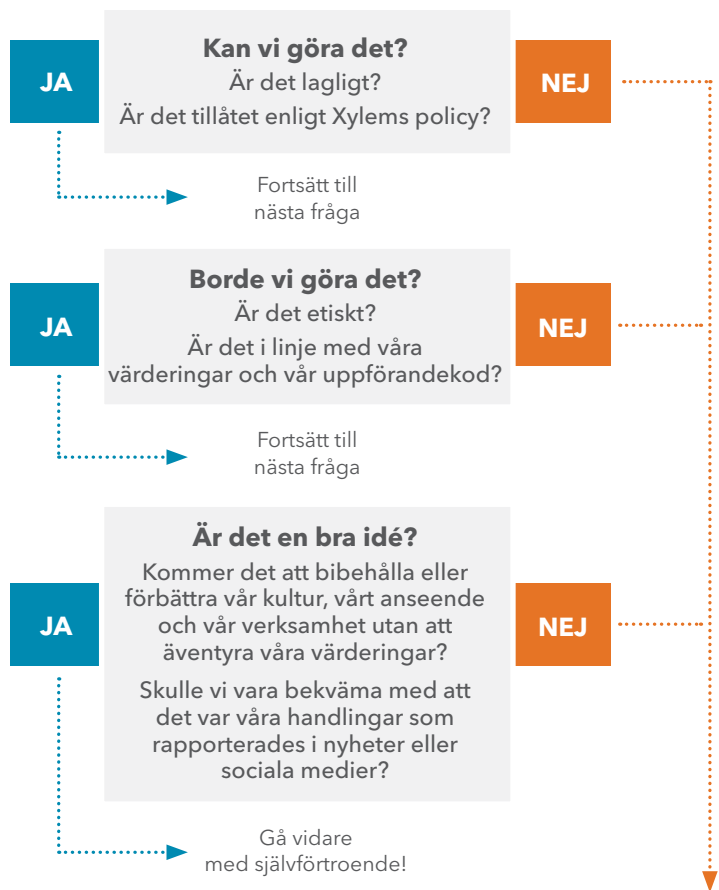 Kan vi göra det?
JA
Är det lagligt?
NEJ
Är det tillåtet enligt Xylems policy?
Fortsätt till
nästa fråga
Borde vi göra det?
JA
Är det etiskt?
NEJ
Är det i linje med våra
värderingar och vår uppförandekod?
Fortsätt till
nästa fråga
Är det en bra idé?
Kommer det att bibehålla eller
förbättra vår kultur, vårt anseende
JA
och vår verksamhet utan att
NEJ
äventyra våra värderingar?
Skulle vi vara bekväma med att
det var våra handlingar som
rapporterades i nyheter eller
sociala medier?
Gå vidare
med självförtroende!